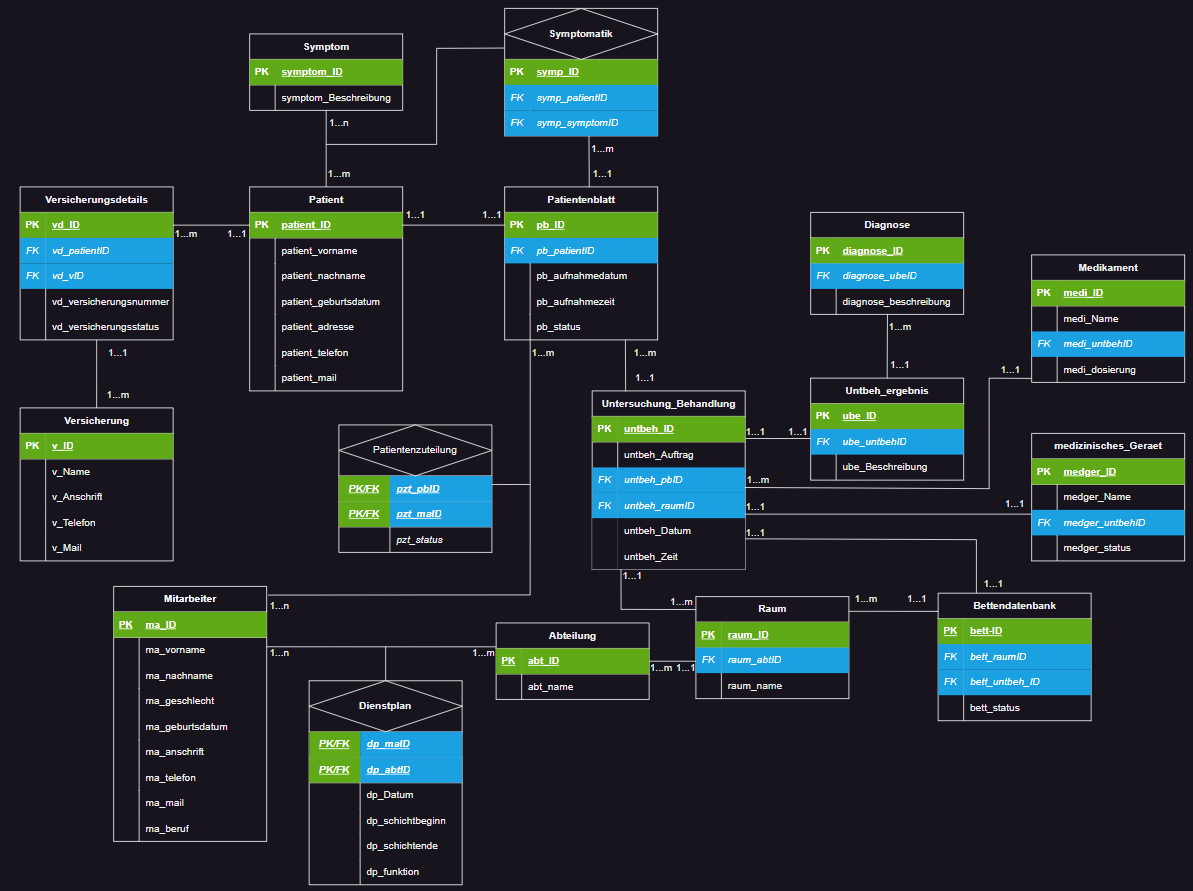 Symptom
PK symptom_ID
symptom_Beschreibung
1...n
1...m
Symptomatik
PK symp_ID
FK symp_patientID
FK symp_symptomID
1...m
1...1
Versicherungsdetails
PK vd_ID
FK vd_patientID
FK vd_vID
vd_versicherungsnummer
vd_versicherungsstatus
1...m
1...1
1...1
1...m
Patient
PK patient_ID
patient_vorname
patient_nachname
patient_geburtsdatum
patient_adresse
patient_telefon
patient_mail
1...1
1...1
Patientenblatt
PK pb_ID
FK pb_patientID
pb_aufnahmedatum
pb_aufnahmezeit
pb_status
1...m
1...m
1...1
Diagnose
PK diagnose_ID
FK diagnose_ubeID
diagnose_beschreibung
1...m
1...1
Medikament
PK medi_ID
medi_Name
FK medi_untbehID
medi_dosierung
1...1
Versicherung
PK v_ID
v_Name
v_Anschrift
v_Telefon
v_Mail
Patientenzuteilung
PK/FK pzt_pbID
PK/FK pzt_maID
pzt_status
Untersuchung_Behandlung
PK untbeh_ID
untbeh_Auftrag
FK untbeh_pbID
FK untbeh_raumID
untbeh_Datum
untbeh_Zeit
1...1
1...1
1...m
1...1
1...1
1...1
Untbeh_ergebnis
PK ube_ID
FK ube_untbehID
ube_Beschreibung
medizinisches_Geraet
PK medger_ID
medger_Name
FK medger_untbehID
medger_status
1...1
Mitarbeiter
PK ma_ID
ma_vorname
ma_nachname
ma_geschlecht
ma_geburtsdatum
ma_anschrift
ma_telefon
ma_mail
ma_beruf
1...n
1...n
1...m
Abteilung
PK abt_ID
abt_name
1...m
1...1
1...m
Raum
PK raum_ID
FK raum_abtID
raum_name
1...m
1...1
1...1
Bettendatenbank
PK bett-ID
FK bett_raumID
FK bett_untbeh_ID
bett_status
Dienstplan
PK/FK dp_maID
PK/FK dp_abtID
dp_Datum
dp_schichtbeginn
dp_schichtende
dp_funktion